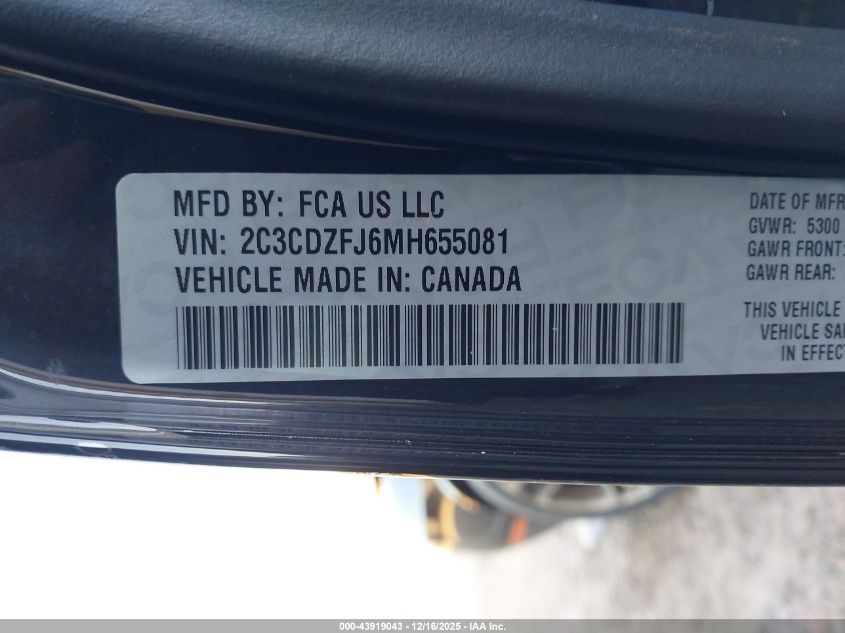 MFD BY: FCA US LLC
VIN: 2C3CDZFJ6MH655081
VEHICLE MADE IN: CANADA
DATE OF MFR
GVWR: 5300
GAWR FRONT:
GAWR REAR:
THIS VEHICLE
VEHICLE SA
IN EFFECT
000-43919043 - 12/16/2025 - IAA Inc.